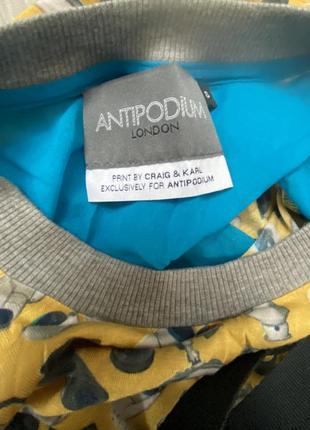 ANTIPODIUM
LONDON
PRINT BY CRAIG & KARL
EXCLUSIVELY FOR ANTIPODIUM